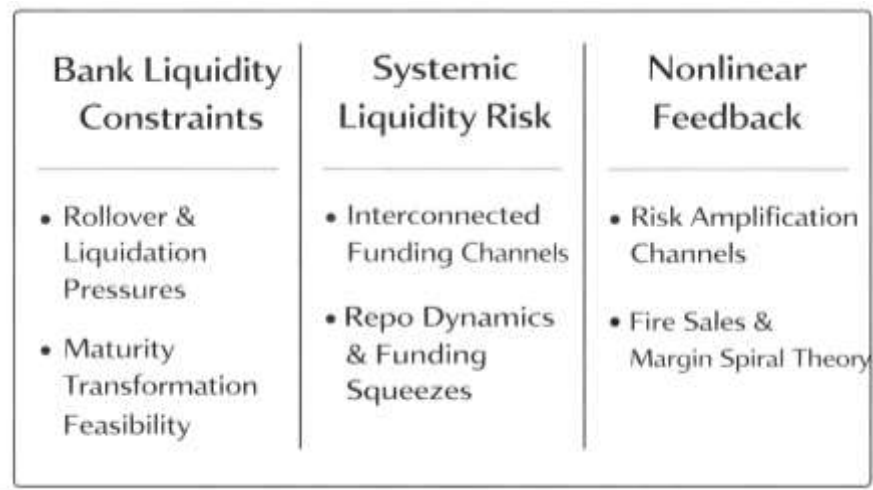 Bank Liquidity
Constraints
• Rollover &
Liquidation
Pressures
• Maturity
Transformation
Feasibility
Systemic
Liquidity Risk
• Interconnected
Funding Channels
• Repo Dynamics
& Funding
Squeezes
Nonlinear
Feedback
• Risk Amplification
Channels
• Fire Sales &
Margin Spiral Theory